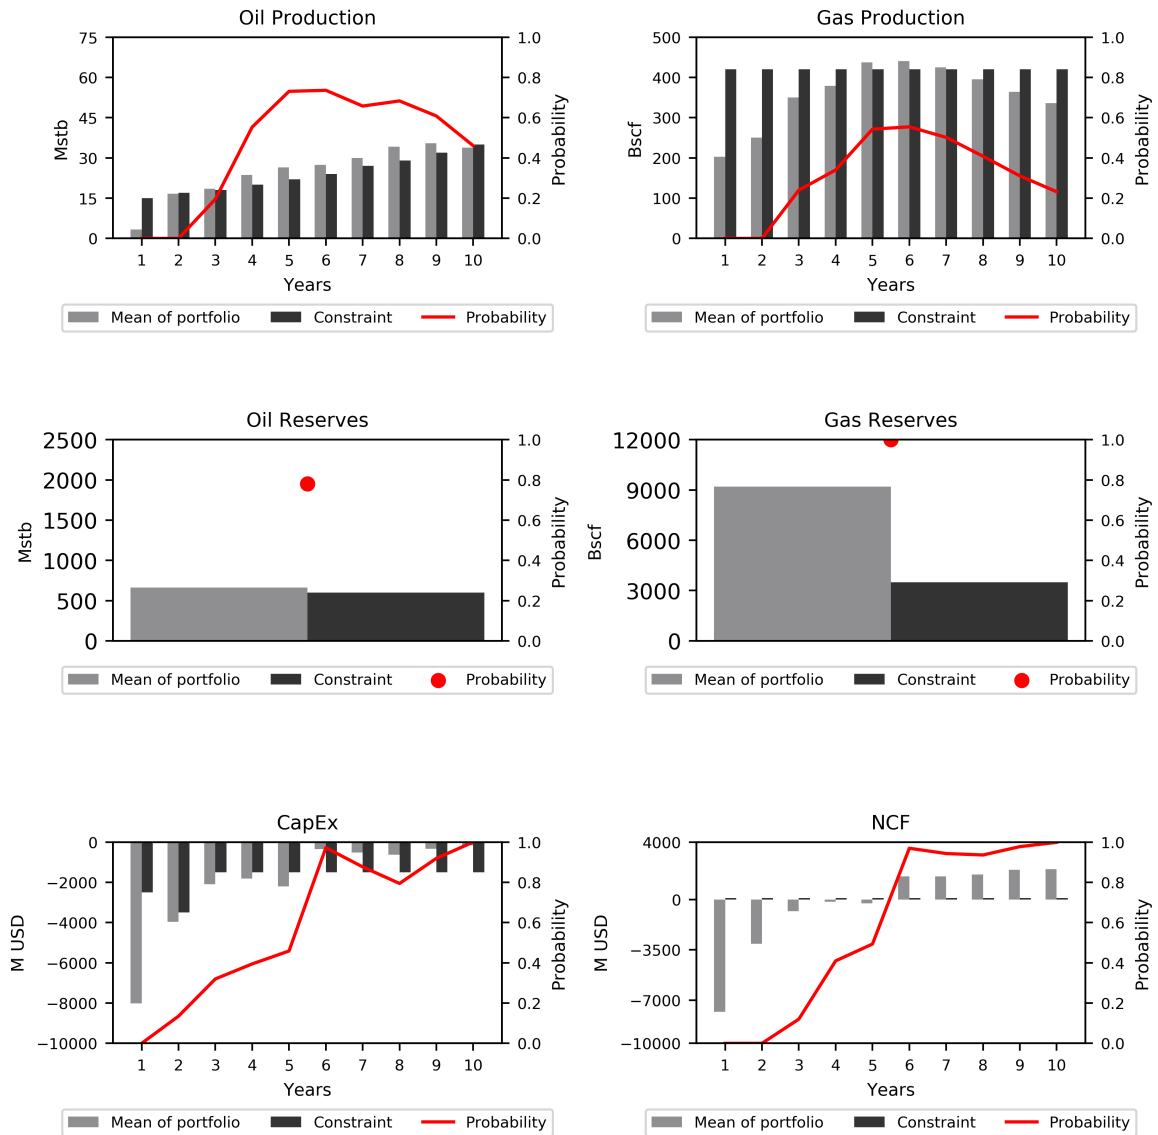 Oil Production
75
60
45
30
15
0
Mstb
1.0
0.8
0.6
0.4
0.2
0.0
Probability
1 2 3 4 5 6 7 8 9 10
Years
Mean of portfolio Constraint Probability
Gas Production
500
400
300
200
100
0
Bscf
1.0
0.8
0.6
0.4
0.2
0.0
Probability
1 2 3 4 5 6 7 8 9 10
Years
Mean of portfolio Constraint Probability
Oil Reserves
2500
2000
1500
1000
500
0
Mstb
1.0
0.8
0.6
0.4
0.2
0.0
Probability
Mean of portfolio Constraint Probability
Gas Reserves
12000
9000
6000
3000
0
Bscf
1.0
0.8
0.6
0.4
0.2
0.0
Probability
Mean of portfolio Constraint Probability
CapEx
0
−2000
−4000
−6000
−8000
−10000
M USD
1.0
0.8
0.6
0.4
0.2
0.0
Probability
1 2 3 4 5 6 7 8 9 10
Years
Mean of portfolio Constraint Probability
NCF
4000
0
−3500
−7000
−10000
M USD
1.0
0.8
0.6
0.4
0.2
0.0
Probability
1 2 3 4 5 6 7 8 9 10
Years
Mean of portfolio Constraint Probability